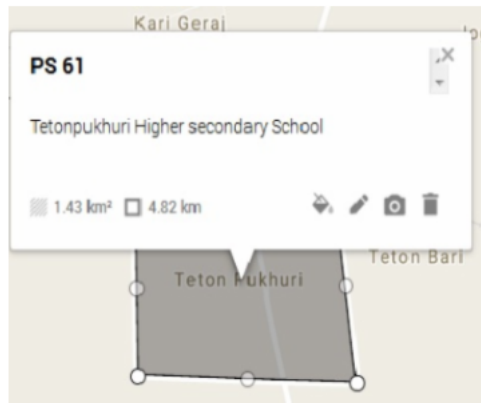 Kari Geraj
PS 61
Tetonpukhuri Higher secondary School
1.43 km² 4.82 km
Teton Bari
Teton Pukhuri